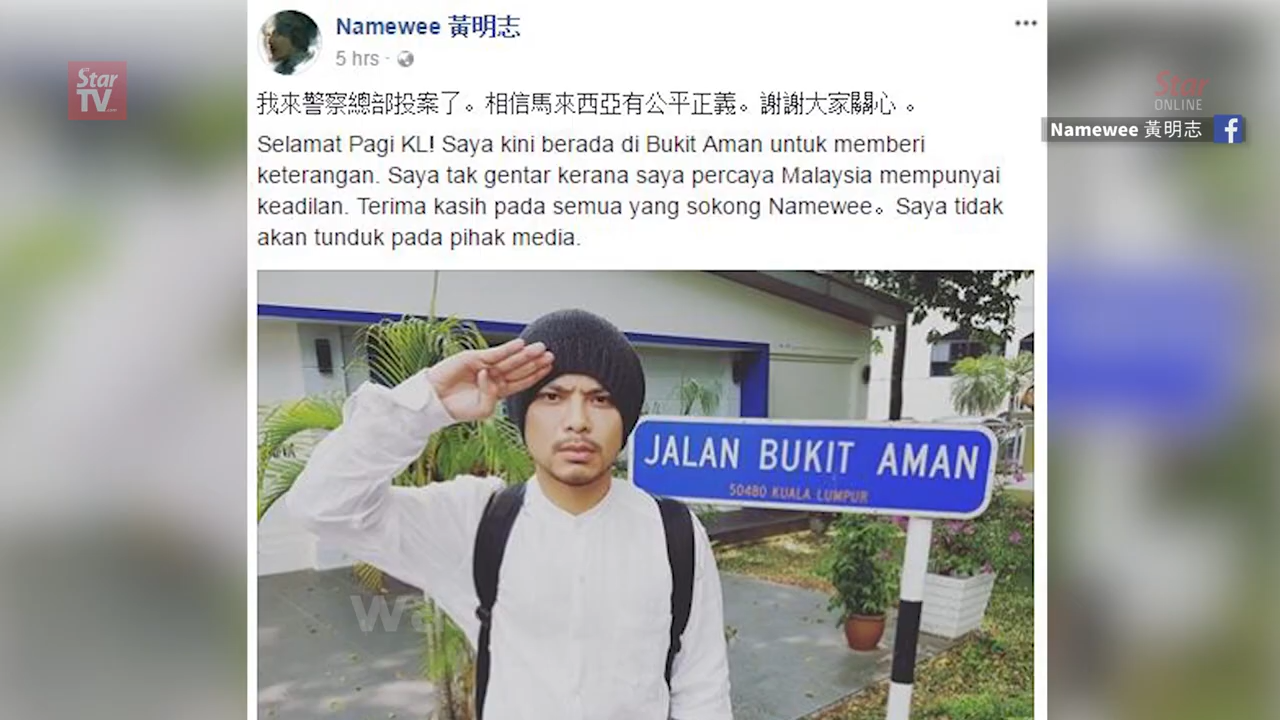 Namewee 黃明志
5 hrs ·
Star
TV
.com
Star
ONLINE
Namewee 黃明志
我來警察總部投案了。相信馬來西亞有公平正義。謝謝大家關心 。
Selamat Pagi KL! Saya kini berada di Bukit Aman untuk memberi
keterangan. Saya tak gentar kerana saya percaya Malaysia mempunyai
keadilan. Terima kasih pada semua yang sokong Namewee。Saya tidak
akan tunduk pada pihak media.
JALAN BUKIT AMAN
50480 KUALA LUMPUR